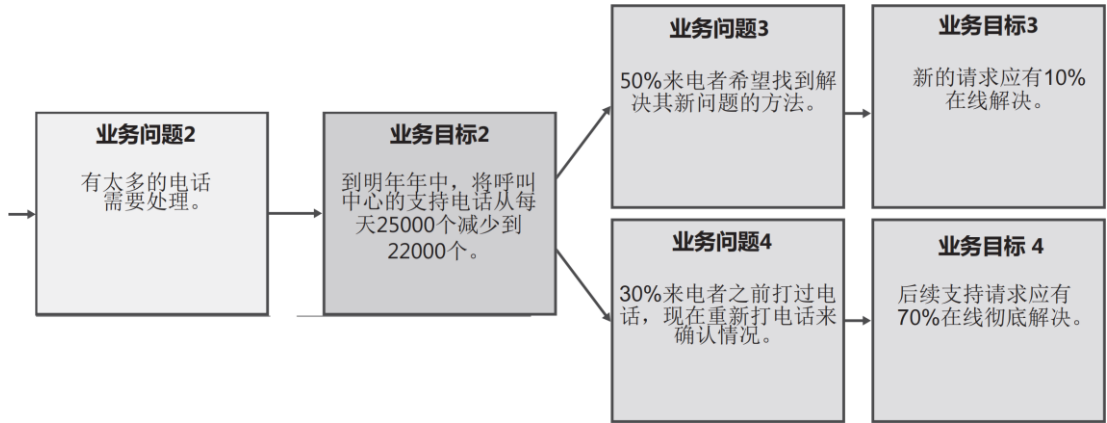 业务问题2
有太多的电话
需要处理。
业务目标2
到明年年中，将呼叫
中心的支持电话从每
天25000个减少到
22000个。
业务问题3
50%来电者希望找到解
决其新问题的方法。
业务目标3
新的请求应有10%
在线解决。
业务问题4
30%来电者之前打过电
话，现在重新打电话来
确认情况。
业务目标 4
后续支持请求应有
70%在线彻底解决。